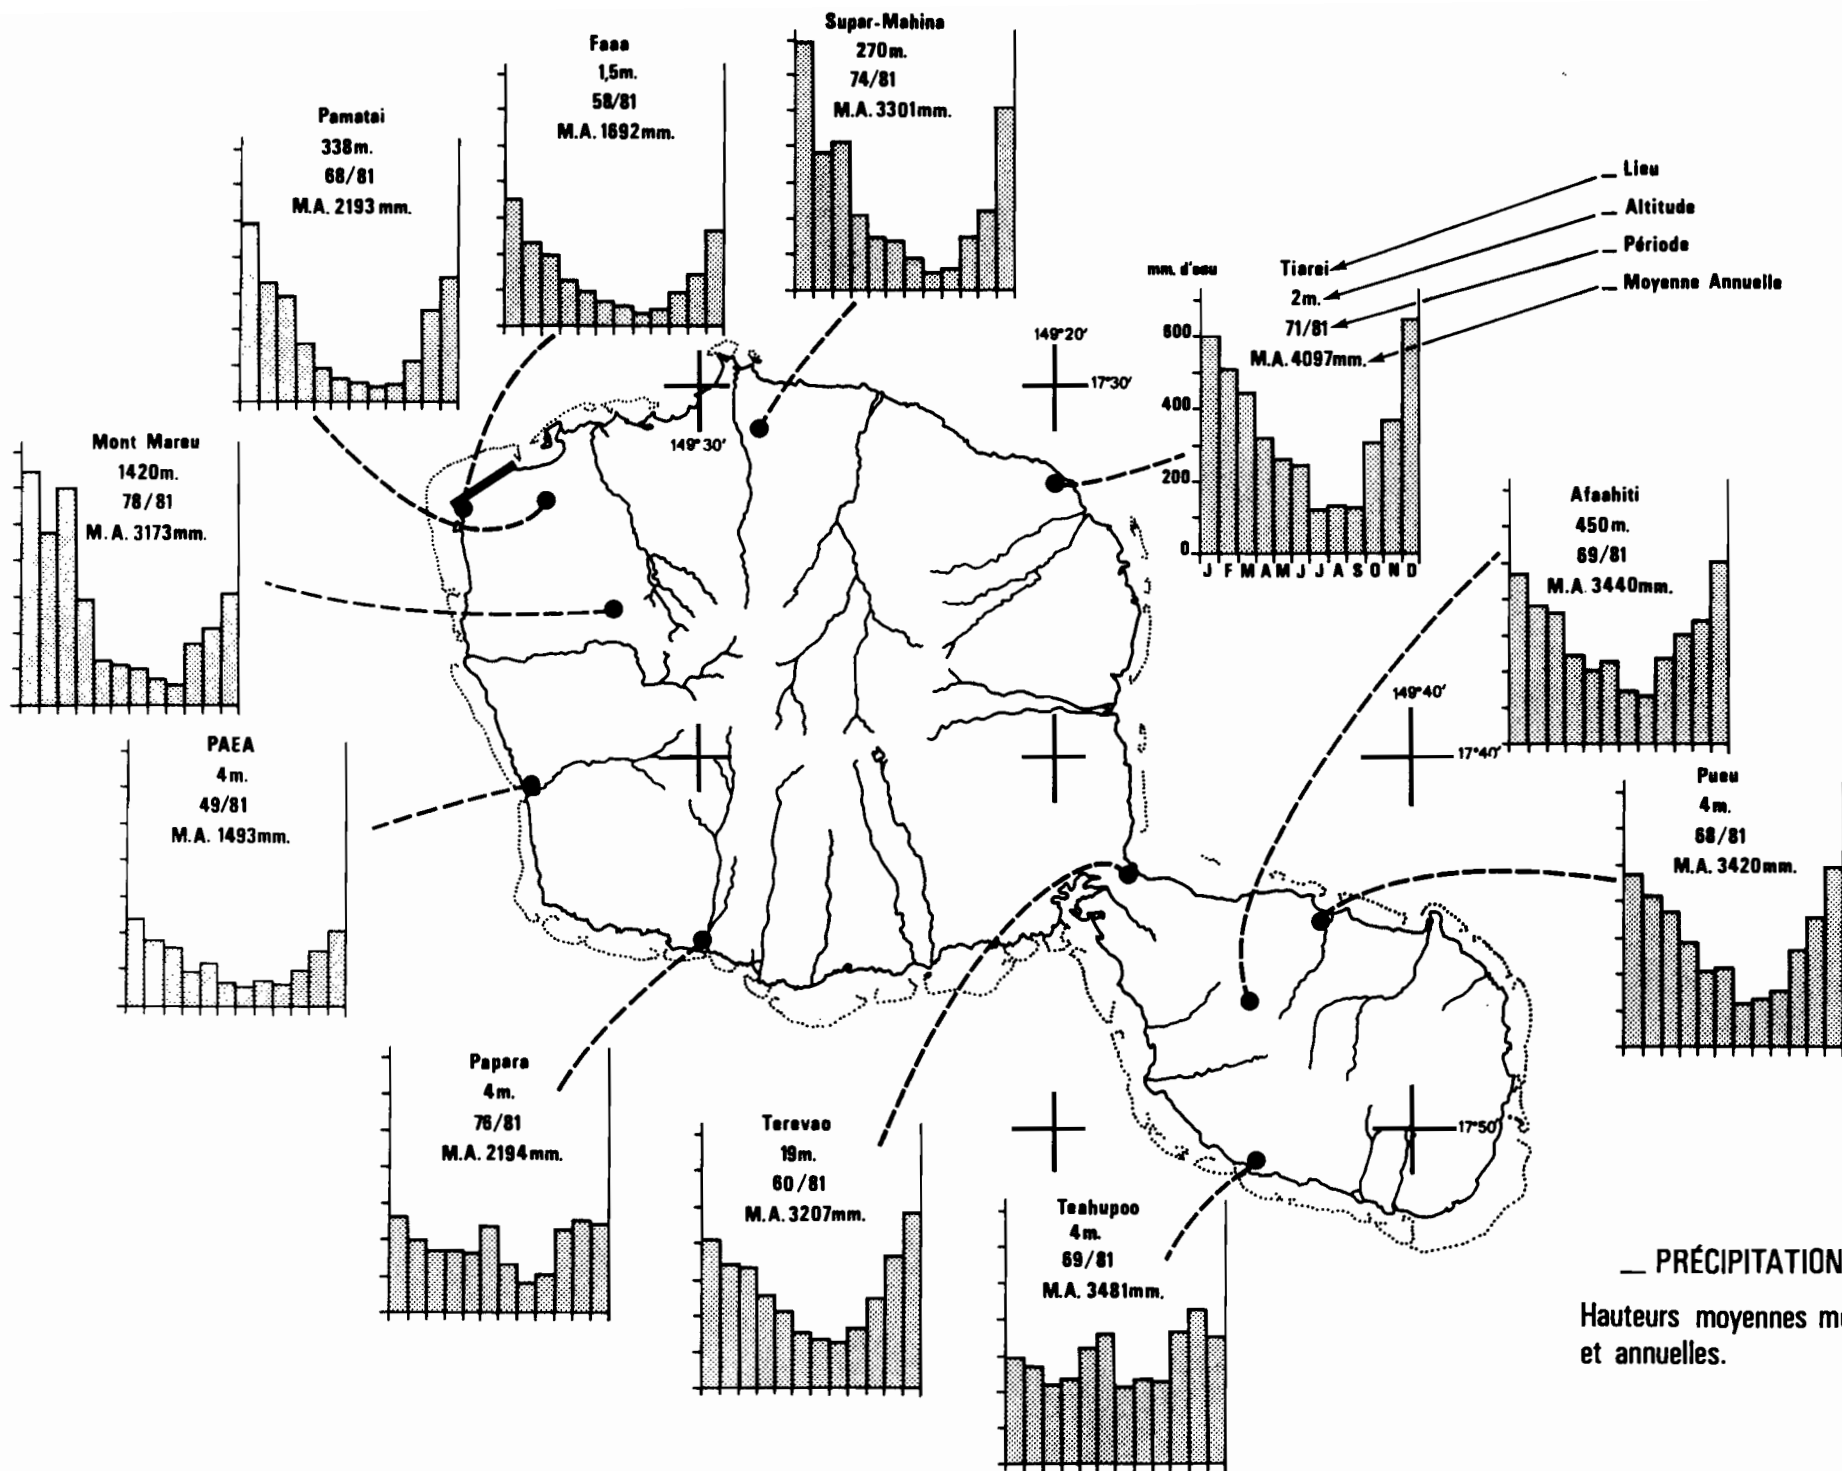 Supar-Mahina
270m.
74/81
M.A. 3301mm.
Faaa
1,5m.
58/81
M.A. 1692mm.
Pamatai
338m.
68/81
M.A. 2193 mm.
_ Lieu
_ Altitude
_ Période
_ Moyenne Annuelle
mm. d'eau
Tiarei
2m.
71/81
M.A. 4097mm.
600
400
200
0
J F M A M J J A S O N D
149°20'
17°30'
149°30'
Mont Mareu
1420m.
78/81
M.A. 3173mm.
Afaahiti
450m.
69/81
M.A. 3440mm.
149°40'
17°40'
PAEA
4m.
49/81
M.A. 1493mm.
Pueu
4m.
68/81
M.A. 3420mm.
Papara
4m.
76/81
M.A. 2194mm.
Terevao
19m.
60/81
M.A. 3207mm.
17°50'
Teahupoo
4m.
69/81
M.A. 3481mm.
_ PRÉCIPITATION
Hauteurs moyennes m
et annuelles.